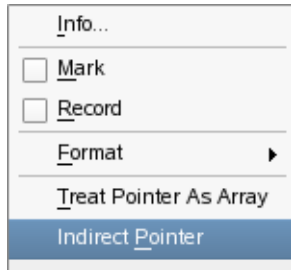 Info...
Mark
Record
Format
Treat Pointer As Array
Indirect Pointer